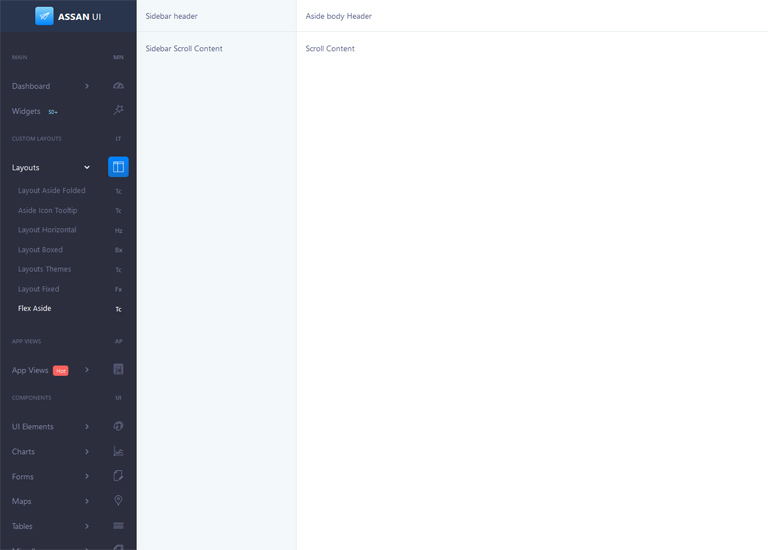 ASSAN UI
MAIN MN
Dashboard
Widgets 50+
CUSTOM LAYOUTS IT
Layouts
Layout Aside Folded Tc
Aside Icon Tooltip Tc
Layout Horizontal Hz
Layout Boxed Bx
Layouts Themes Tc
Layout Fixed Fx
Flex Aside Tc
APP VIEWS AP
App Views Hot
COMPONENTS UI
UI Elements
Charts
Forms
Maps
Tables
Sidebar header
Sidebar Scroll Content
Aside body Header
Scroll Content